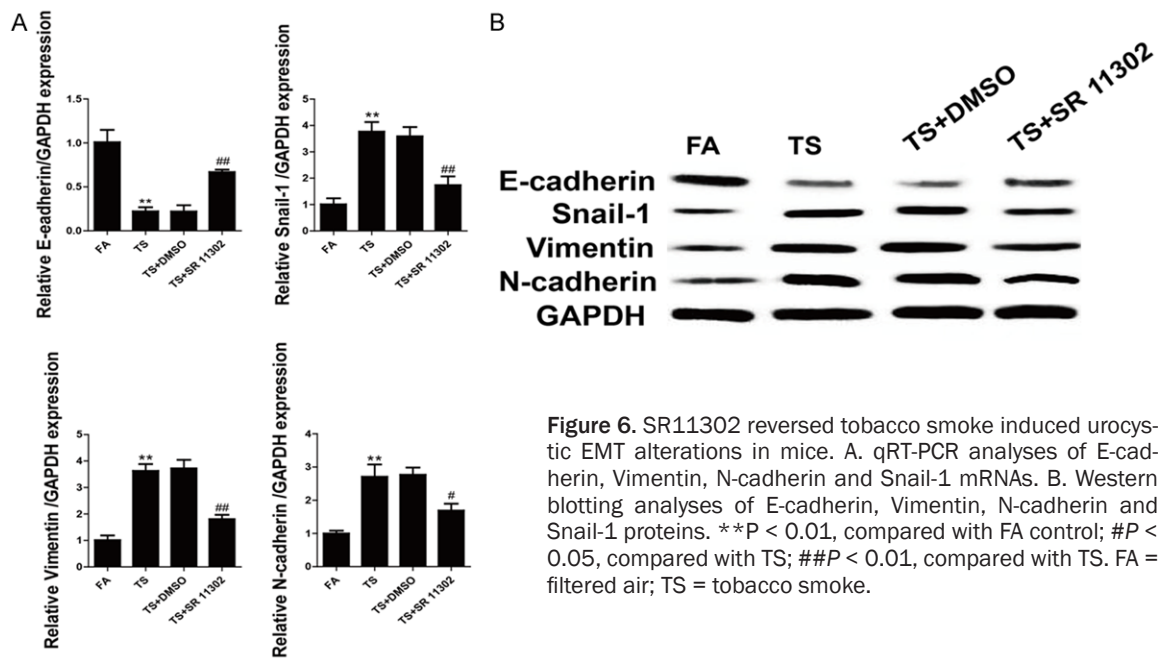 A
Relative E-eadherin/GAPDH expression
1.5
1.0
0.5
0.0
**
##
FA
TS
TS+DMSO
TS+SR 11302
Relative Snail-1 /GAPDH expression
5
4
3
2
1
0
**
##
FA
TS
TS+DMSO
TS+SR 11302
Relative Vimentin /GAPDH expression
5
4
3
2
1
0
**
##
FA
TS
TS+DMSO
TS+SR 11302
Relative N-cadherin /GAPDH expression
4
3
2
1
0
**
#
FA
TS
TS+DMSO
TS+SR 11302
B
FA TS TS+DMSO TS+SR 11302
E-cadherin
Snail-1
Vimentin
N-cadherin
GAPDH
Figure 6. SR11302 reversed tobacco smoke induced urocys-
tic EMT alterations in mice. A. qRT-PCR analyses of E-cad-
herin, Vimentin, N-cadherin and Snail-1 mRNAs. B. Western
blotting analyses of E-cadherin, Vimentin, N-cadherin and
Snail-1 proteins. **P < 0.01, compared with FA control; #P <
0.05, compared with TS; ##P < 0.01, compared with TS. FA =
filtered air; TS = tobacco smoke.